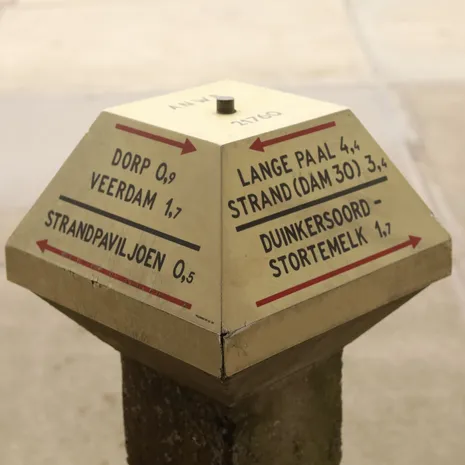 ANWB
21760
DORP 0,9
VEERDAM 1,7
STRANDPAVILJOEN 0,5
LANGE PAAL 4,4
STRAND (DAM 30) 3,4
DUINKERSOORD-
STORTEMELK 1,7